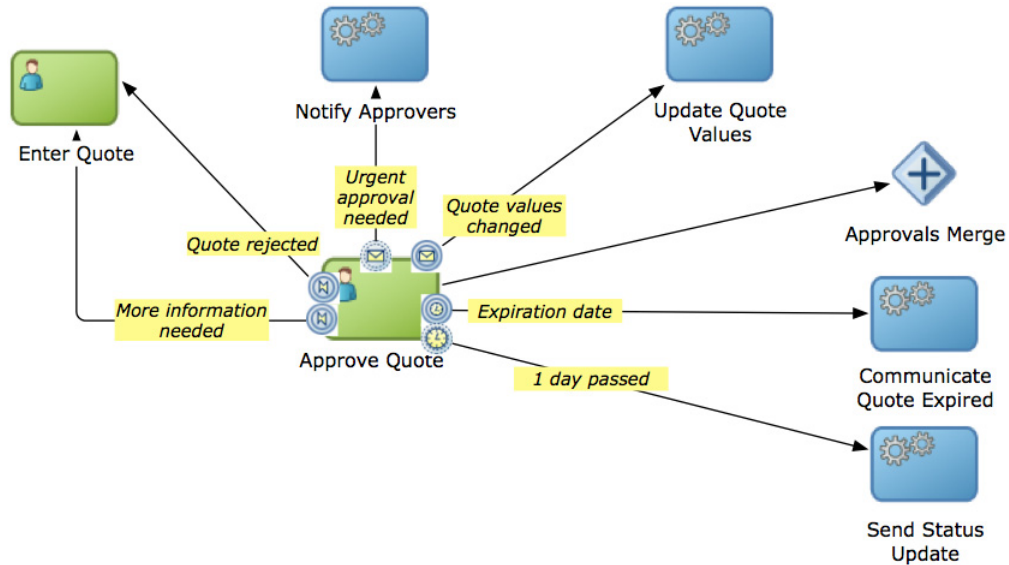 Enter Quote
Notify Approvers
Update Quote
Values
Urgent
approval
needed
Quote values
changed
Quote rejected
Approvals Merge
More information
needed
Expiration date
Approve Quote
1 day passed
Communicate
Quote Expired
Send Status
Update